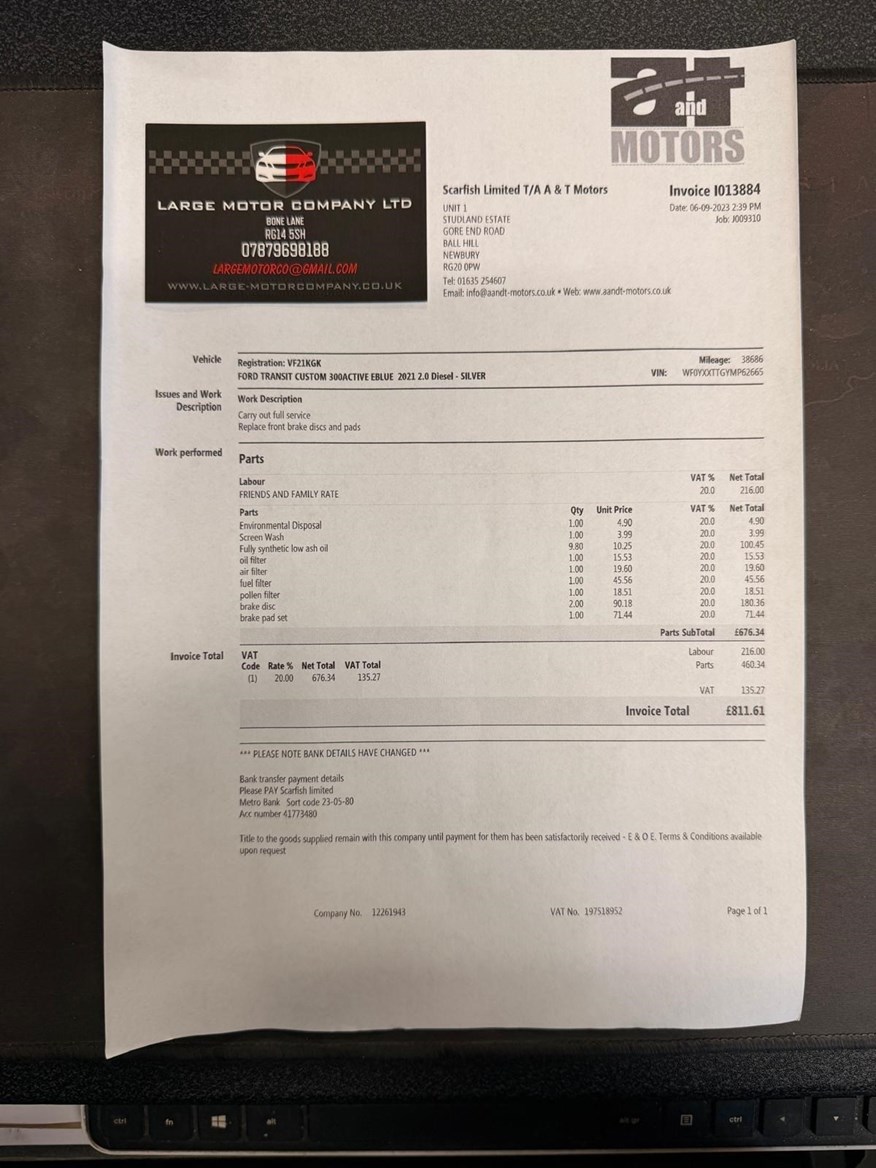 at and
MOTORS
LARGE MOTOR COMPANY LTD
BONE LANE
RG14 5SH
07879698188
LARGEMOTORCO@GMAIL.COM
WWW.LARGE-MOTORCOMPANY.CO.UK
Scarfish Limited T/A A & T Motors
UNIT 1
STUDLAND ESTATE
GORE END ROAD
BALL HILL
NEWBURY
RG20 0PW
Tel: 01635 254607
Email: info@aandt-motors.co.uk • Web: www.aandt-motors.co.uk
Invoice I013884
Date: 06-09-2023 2:39 PM
Job: J009310
Vehicle
Registration: VF21KGK Mileage: 38686
FORD TRANSIT CUSTOM 300ACTIVE EBLUE 2021 2.0 Diesel - SILVER VIN: WF0YXXTTGYMP62665
Issues and Work
Description
Work Description
Carry out full service
Replace front brake discs and pads
Work performed
Parts
Labour VAT % Net Total
FRIENDS AND FAMILY RATE 20.0 216.00
Parts Qty Unit Price VAT % Net Total
Environmental Disposal 1.00 4.90 20.0 4.90
Screen Wash 1.00 3.99 20.0 3.99
Fully synthetic low ash oil 9.80 10.25 20.0 100.45
oil filter 1.00 15.53 20.0 15.53
air filter 1.00 19.60 20.0 19.60
fuel filter 1.00 45.56 20.0 45.56
pollen filter 1.00 18.51 20.0 18.51
brake disc 2.00 90.18 20.0 180.36
brake pad set 1.00 71.44 20.0 71.44
Parts SubTotal £676.34
Invoice Total
VAT
Code Rate % Net Total VAT Total
(1) 20.00 676.34 135.27
Labour 216.00
Parts 460.34
VAT 135.27
Invoice Total £811.61
*** PLEASE NOTE BANK DETAILS HAVE CHANGED ***
Bank transfer payment details
Please PAY Scarfish limited
Metro Bank Sort code 23-05-80
Acc number 41773480
Title to the goods supplied remain with this company until payment for them has been satisfactorily received - E & O E. Terms & Conditions available
upon request
Company No. 12261943 VAT No. 197518952 Page 1 of 1
ctrl fn alt alt gr ctrl